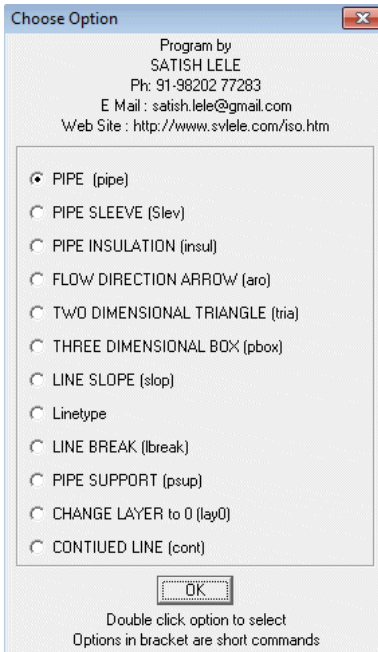 Choose Option
Program by
SATISH LELE
Ph: 91-98202 77283
E Mail : satish.lele@gmail.com
Web Site : http://www.svlele.com/iso.htm
PIPE (pipe)
PIPE SLEEVE (Slev)
PIPE INSULATION (insul)
FLOW DIRECTION ARROW (aro)
TWO DIMENSIONAL TRIANGLE (tria)
THREE DIMENSIONAL BOX (pbox)
LINE SLOPE (slop)
Linetype
LINE BREAK (lbreak)
PIPE SUPPORT (psup)
CHANGE LAYER to 0 (lay0)
CONTIUED LINE (cont)
OK
Double click option to select
Options in bracket are short commands